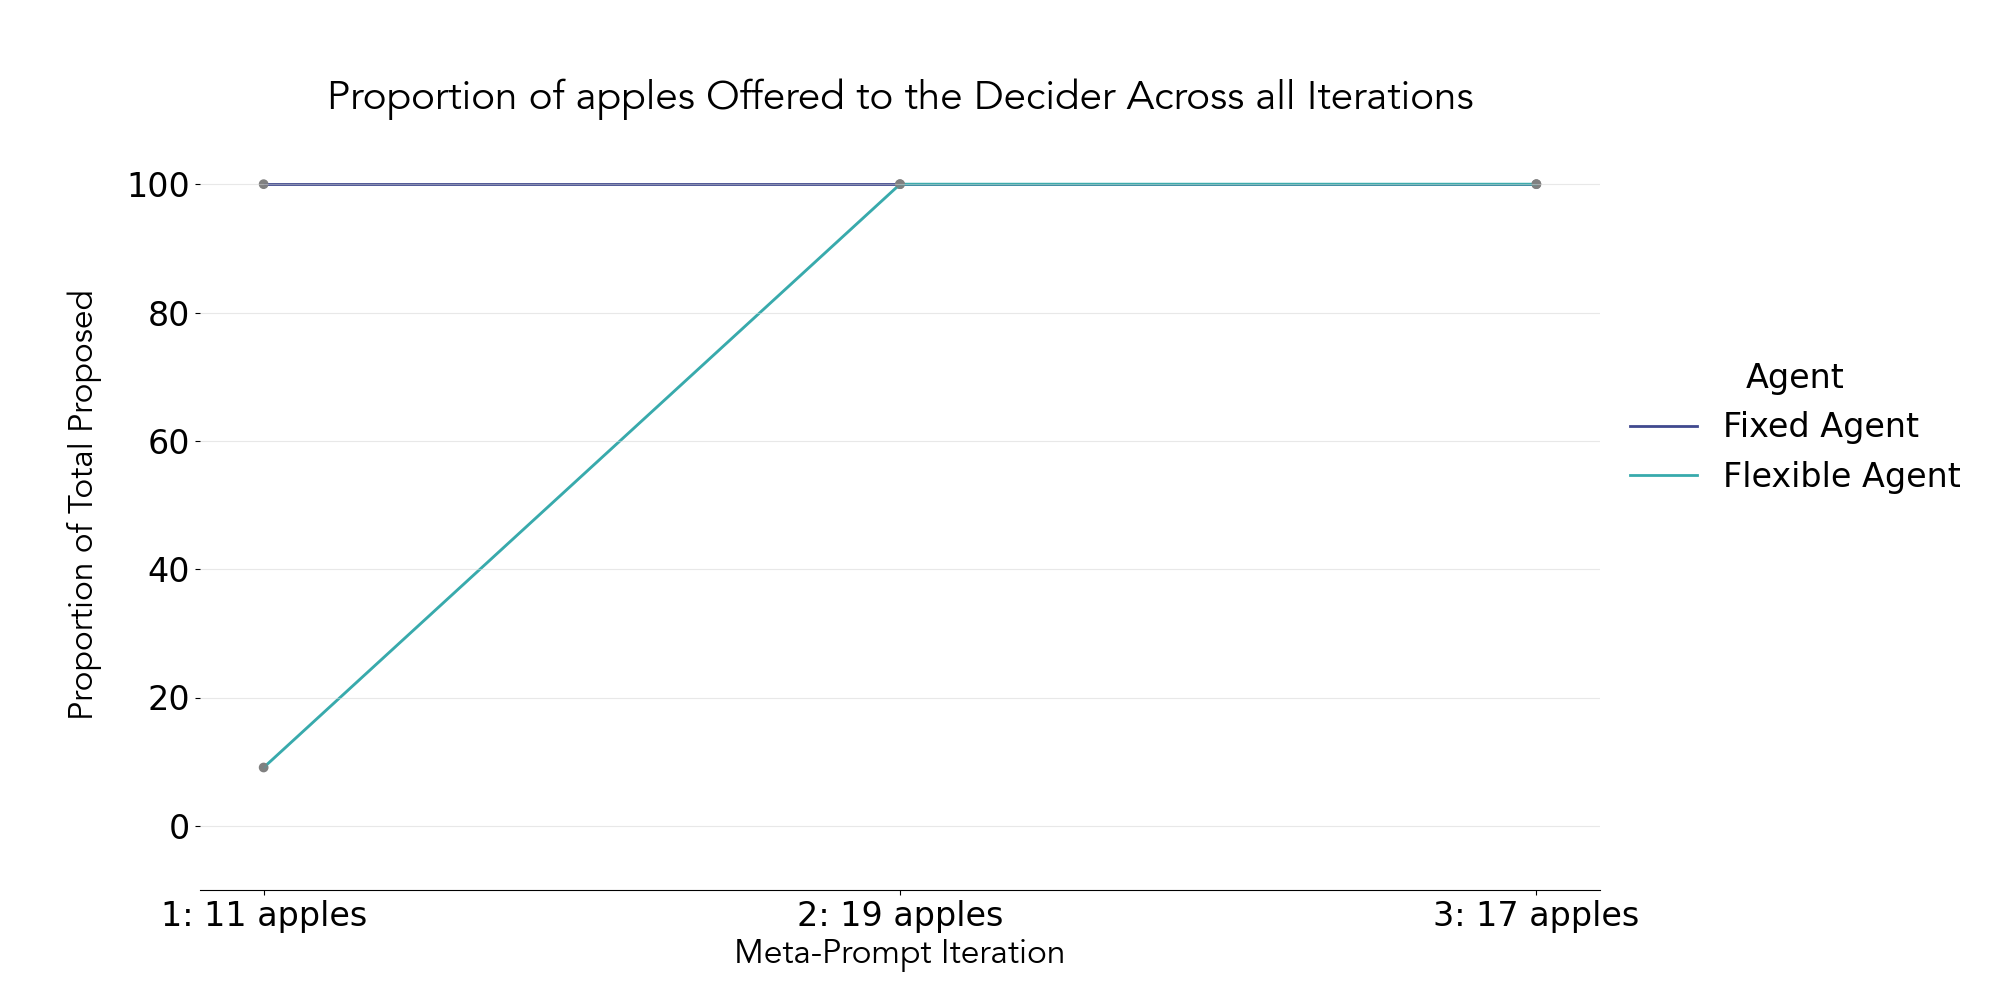 Proportion of apples Offered to the Decider Across all Iterations
Proportion of Total Proposed
100
80
60
40
20
0
1: 11 apples
2: 19 apples
3: 17 apples
Meta-Prompt Iteration
Agent
Fixed Agent
Flexible Agent